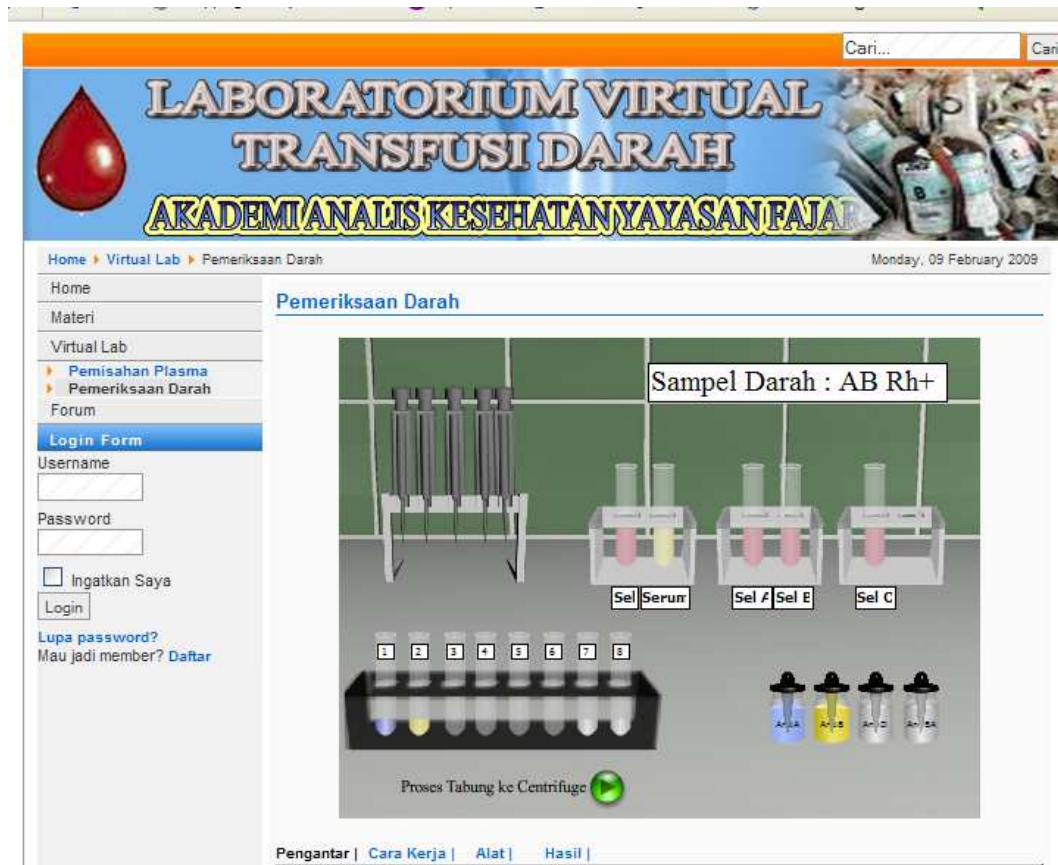 Cari...
Cari
LABORATORIUM VIRTUAL
TRANSFUSI DARAH
AKADEMI ANALIS KESEHATAN YAYASAN FAJAR
Home Virtual Lab Pemeriksaan Darah
Monday, 09 February 2009
Home
Materi
Virtual Lab
Pemisahan Plasma
Pemeriksaan Darah
Forum
Login Form
Username
Password
Ingatkan Saya
Login
Lupa password?
Mau jadi member? Daftar
Pemeriksaan Darah
Sampel Darah : AB Rh+
Sel Serum Sel A Sel B Sel O
1 2 3 4 5 6 7 8
Proses Tabung ke Centrifuge
Pengantar | Cara Kerja | Alat | Hasil |